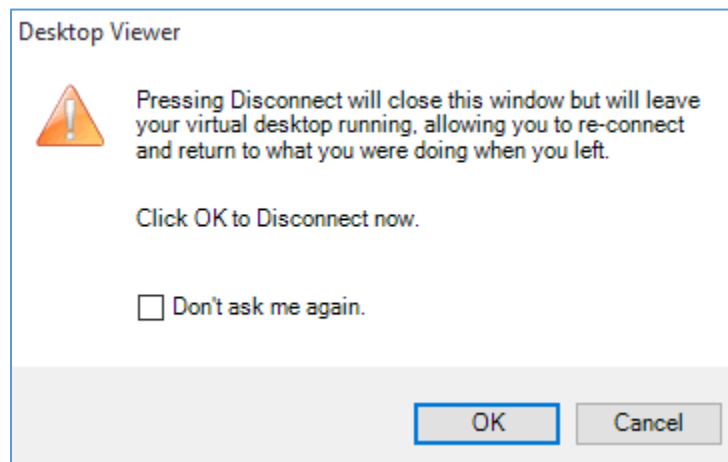 Desktop Viewer
Pressing Disconnect will close this window but will leave
your virtual desktop running, allowing you to re-connect
and return to what you were doing when you left.
Click OK to Disconnect now.
Don't ask me again.
OK
Cancel